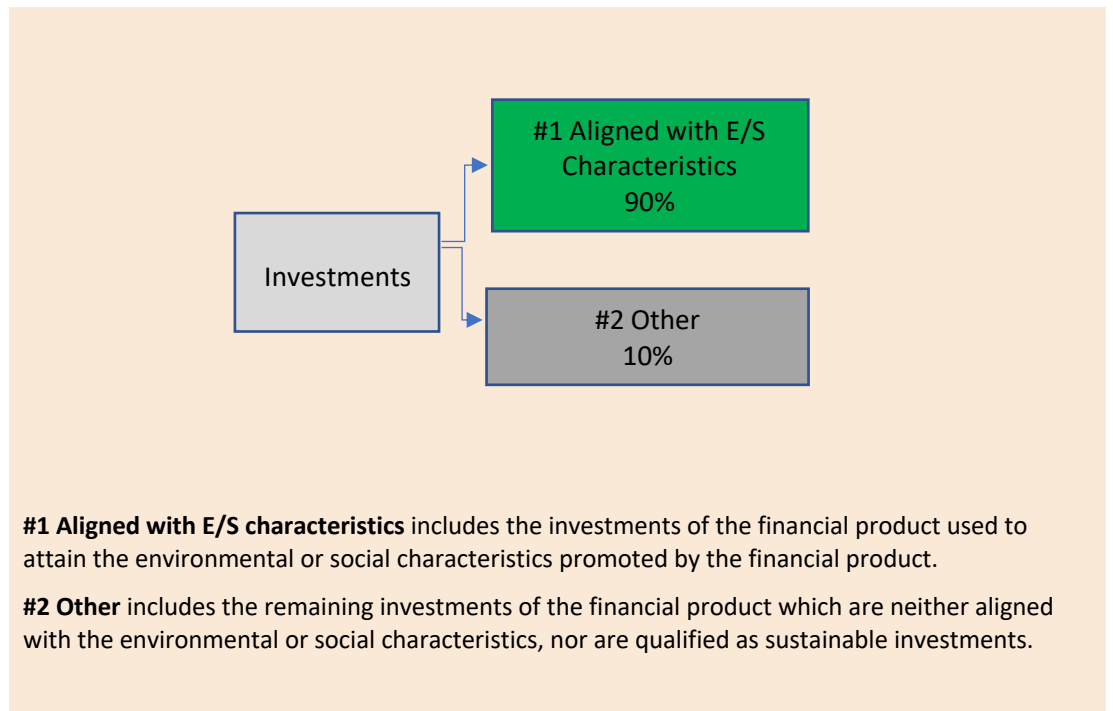 #1 Aligned with E/S
Characteristics
90%
Investments
#2 Other
10%
#1 Aligned with E/S characteristics includes the investments of the financial product used to
attain the environmental or social characteristics promoted by the financial product.
#2 Other includes the remaining investments of the financial product which are neither aligned
with the environmental or social characteristics, nor are qualified as sustainable investments.